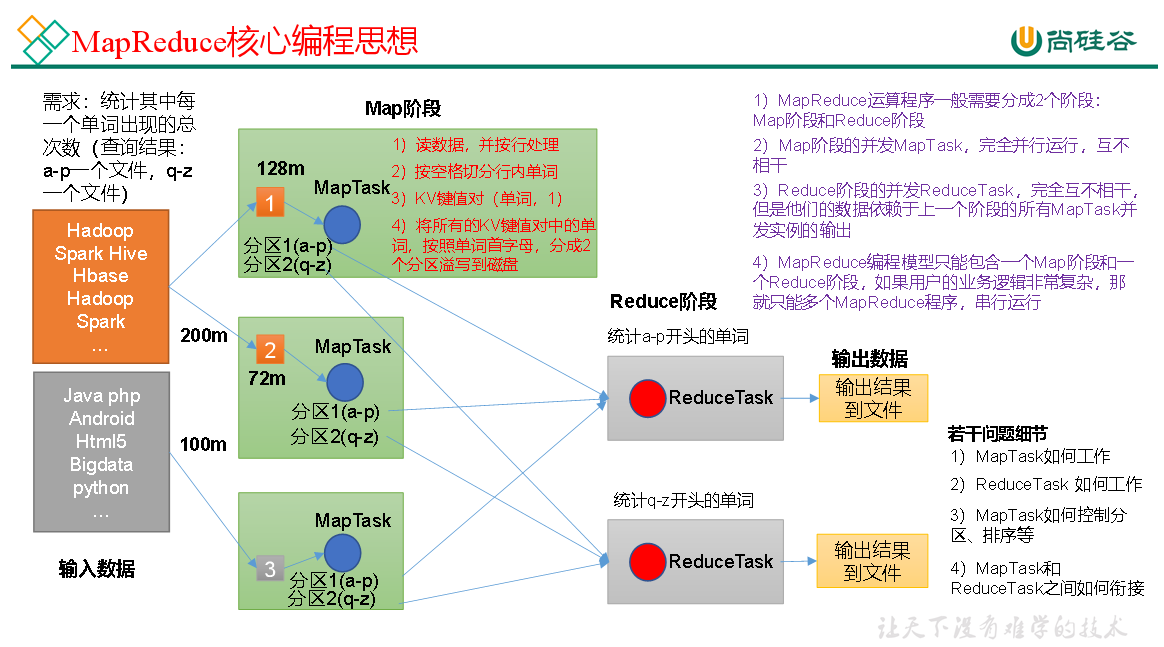 MapReduce核心编程思想
尚硅谷
需求：统计其中每
一个单词出现的总
次数（查询结果：
a-p一个文件，q-z
一个文件）
Hadoop
Spark Hive
Hbase
Hadoop
Spark
…
Java php
Android
Html5
Bigdata
python
…
输入数据
200m
100m
Map阶段
128m
1
MapTask
分区1(a-p)
分区2(q-z)
1）读数据，并按行处理
2）按空格切分行内单词
3）KV键值对（单词，1）
4）将所有的KV键值对中的单
词，按照单词首字母，分成2
个分区溢写到磁盘
2
72m
MapTask
分区1(a-p)
分区2(q-z)
3
MapTask
分区1(a-p)
分区2(q-z)
1）MapReduce运算程序一般需要分成2个阶段：
Map阶段和Reduce阶段
2）Map阶段的并发MapTask，完全并行运行，互不
相干
3）Reduce阶段的并发ReduceTask，完全互不相干，
但是他们的数据依赖于上一个阶段的所有MapTask并
发实例的输出
4）MapReduce编程模型只能包含一个Map阶段和一
个Reduce阶段，如果用户的业务逻辑非常复杂，那
就只能多个MapReduce程序，串行运行
Reduce阶段
统计a-p开头的单词
ReduceTask
统计q-z开头的单词
ReduceTask
输出数据
输出结果
到文件
输出结果
到文件
若干问题细节
1）MapTask如何工作
2）ReduceTask 如何工作
3）MapTask如何控制分
区、排序等
4）MapTask和
ReduceTask之间如何衔接
让天下没有难学的技术